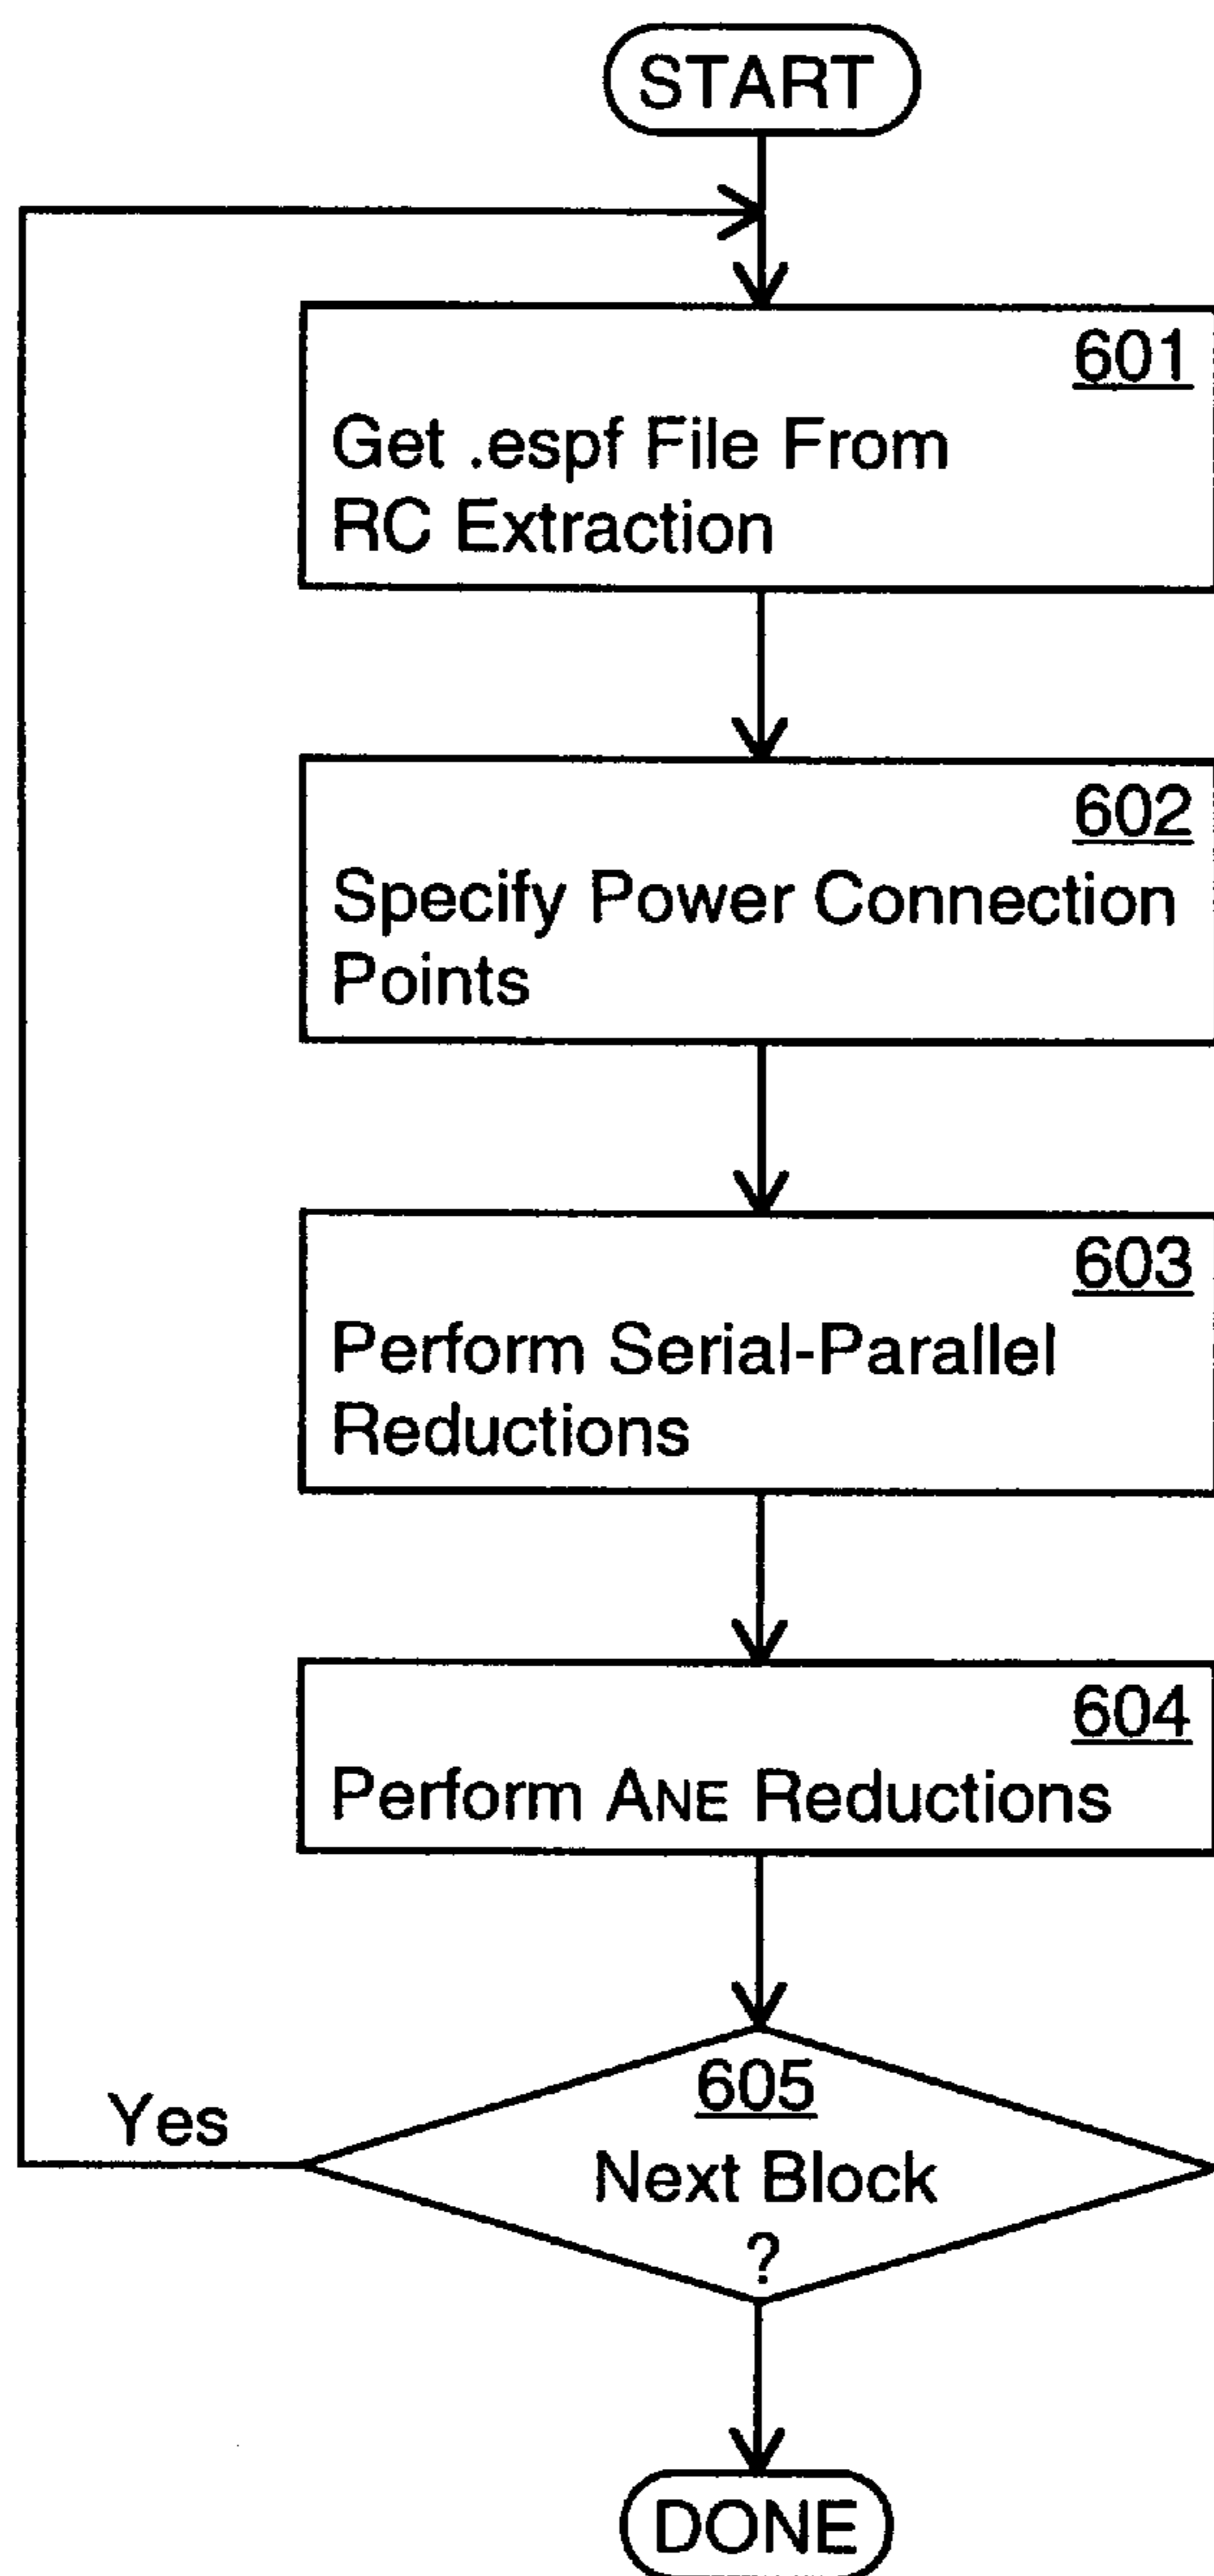 START
601
Get .espf File From
RC Extraction
602
Specify Power Connection
Points
603
Perform Serial-Parallel
Reductions
604
Perform ANE Reductions
605
Yes
Next Block
?
DONE